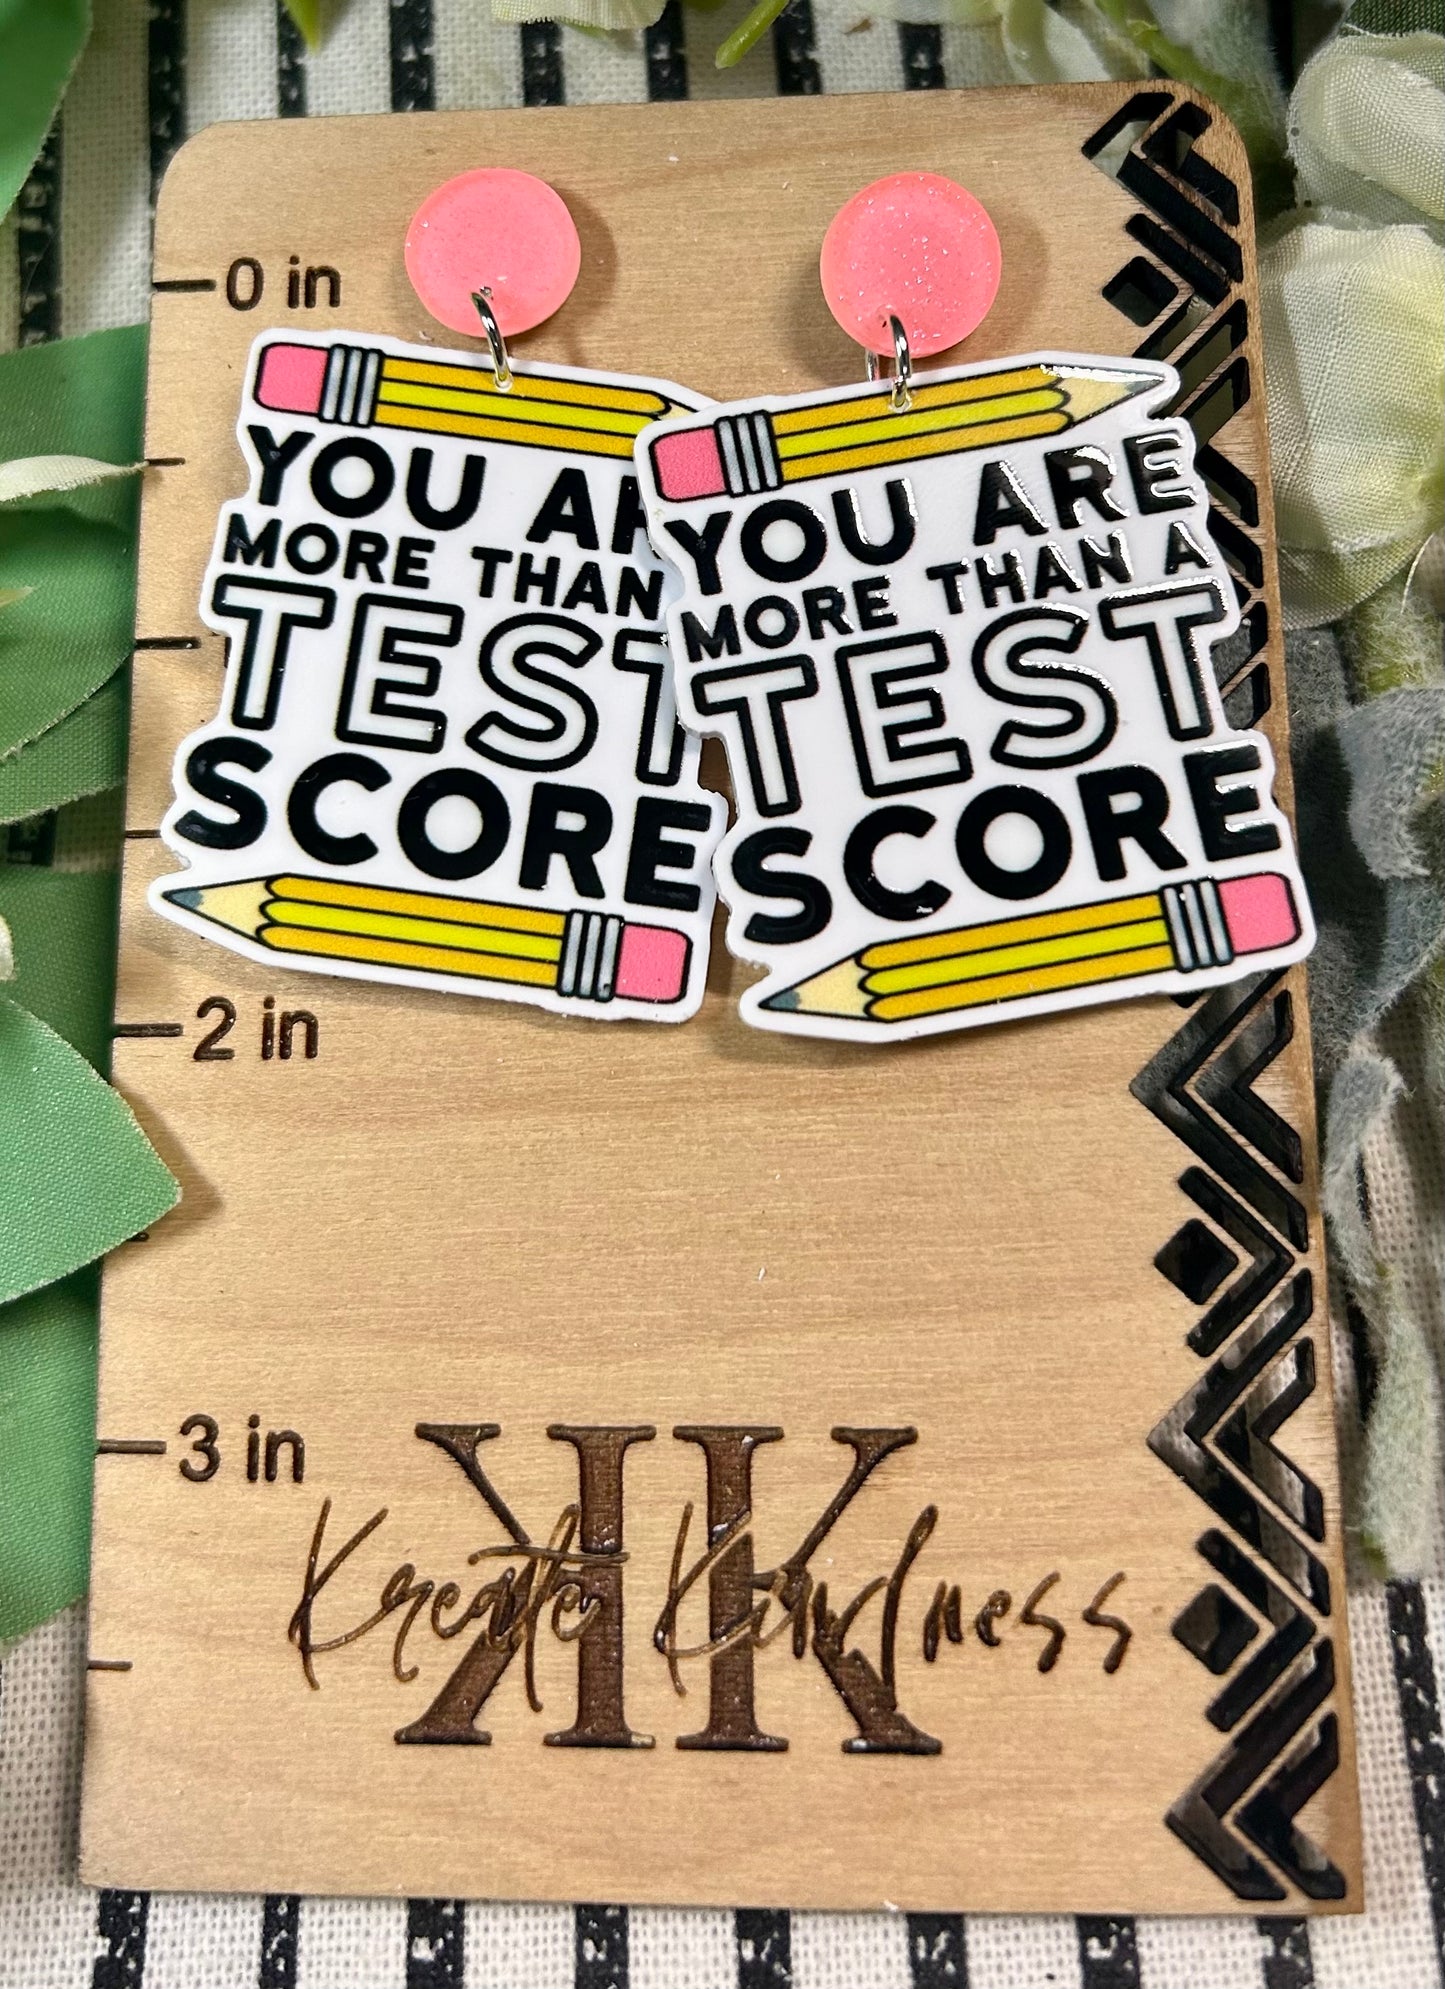 0 in
YOU AR
MORE THAN
TEST
SCORE
YOU ARE
MORE THAN A
TEST
SCORE
2 in
3 in
KK
Kreate Kindness